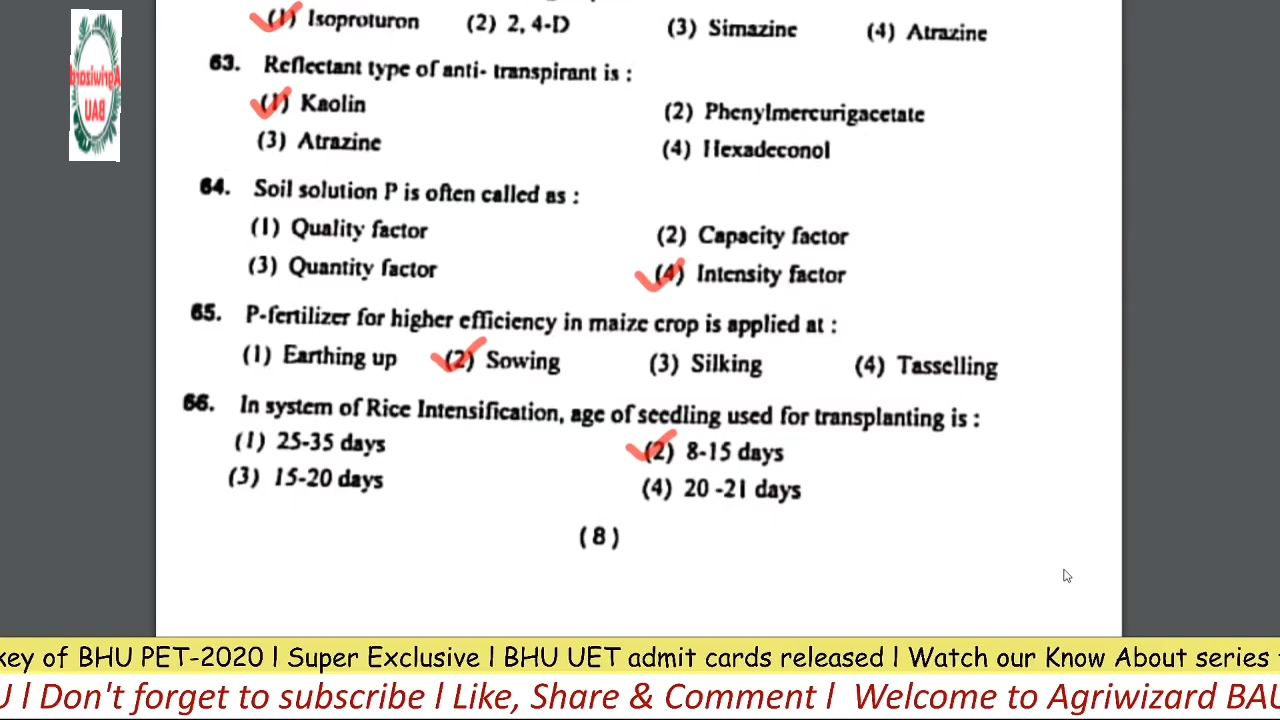 Agriwizard
BAU
(1) Isoproturon (2) 2, 4-D (3) Simazine (4) Atrazine
63. Reflectant type of anti- transpirant is :
(1) Kaolin (2) Phenylmercurigacetate
(3) Atrazine (4) Hexadeconol
64. Soil solution P is often called as :
(1) Quality factor (2) Capacity factor
(3) Quantity factor (4) Intensity factor
65. P-fertilizer for higher efficiency in maize crop is applied at :
(1) Earthing up (2) Sowing (3) Silking (4) Tasselling
66. In system of Rice Intensification, age of seedling used for transplanting is :
(1) 25-35 days (2) 8-15 days
(3) 15-20 days (4) 20 -21 days
( 8 )
key of BHU PET-2020 l Super Exclusive l BHU UET admit cards released l Watch our Know About series
U l Don't forget to subscribe l Like, Share & Comment l Welcome to Agriwizard BAU